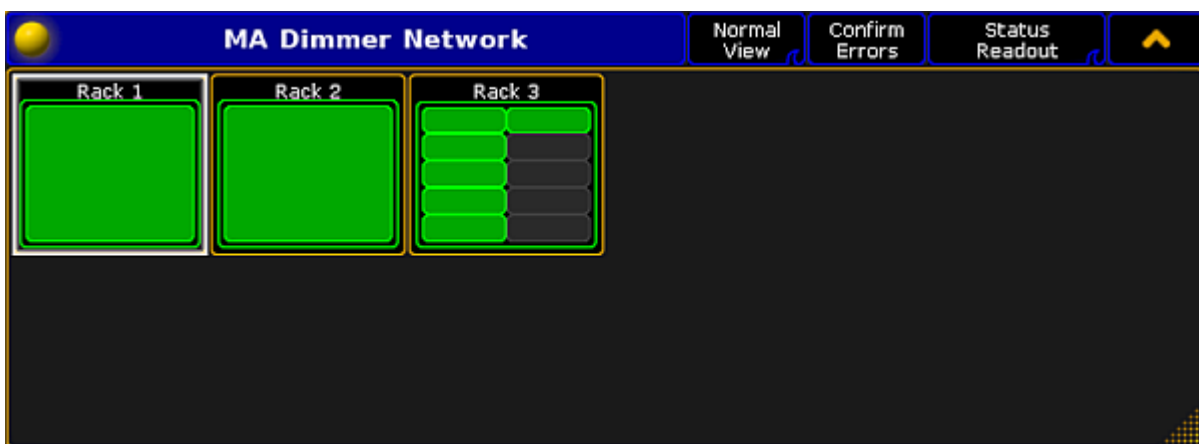 MA Dimmer Network
Normal
View
Confirm
Errors
Status
Readout
Rack 1
Rack 2
Rack 3